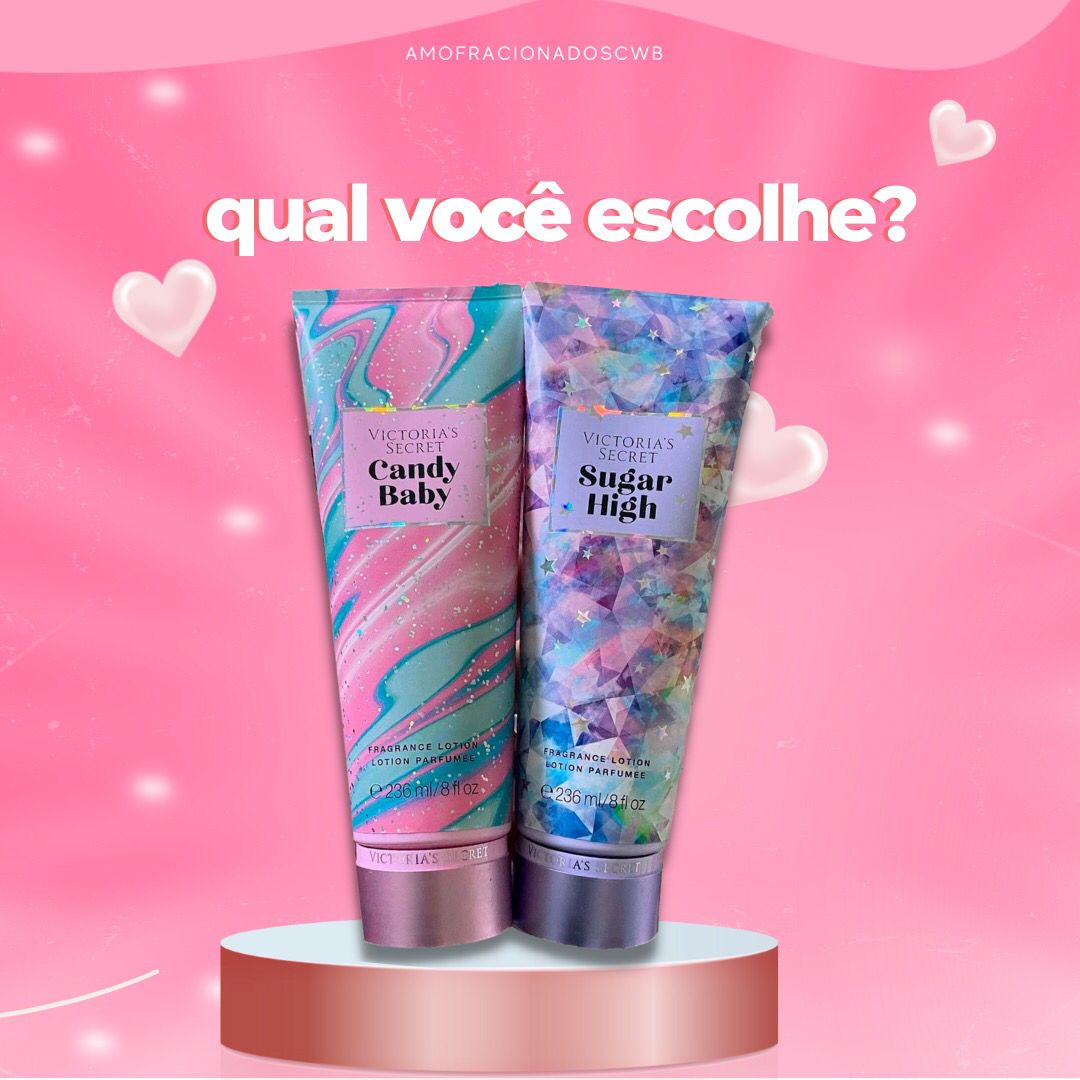 AMOFRACIONADOSCWB
qual você escolhe?
VICTORIA'S
SECRET
Candy
Baby
FRAGRANCE LOTION
LOTION PARFUMÉE
℮ 236 ml/8 fl oz
VICTORIA'S SECRET
VICTORIA'S
SECRET
Sugar
High
FRAGRANCE LOTION
LOTION PARFUMÉE
℮ 236 ml/8 fl oz
VICTORIA'S SECRET